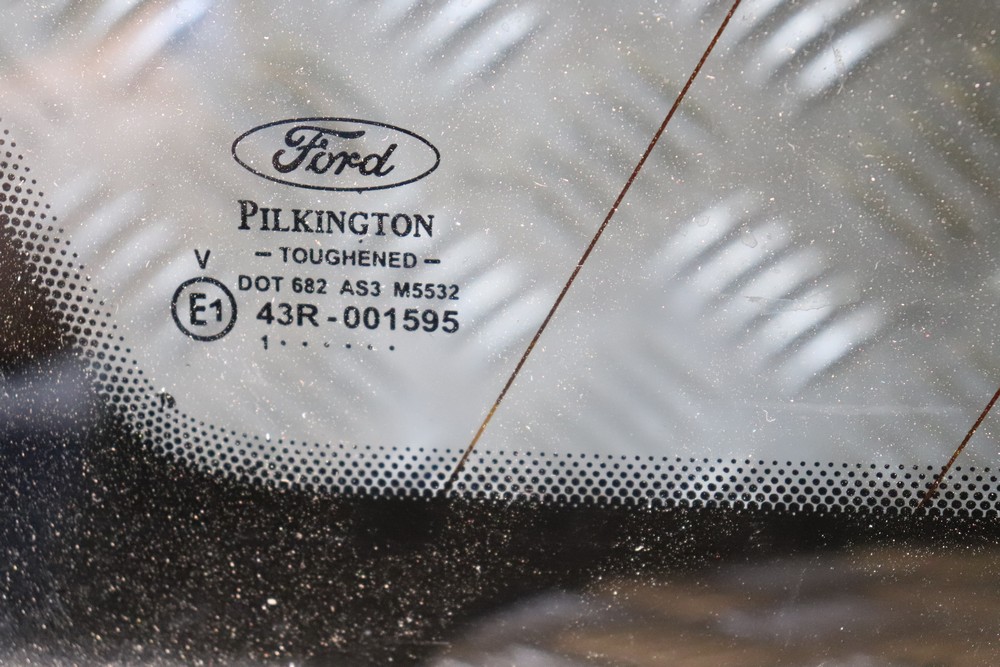 Ford
PILKINGTON
- TOUGHENED -
V
DOT 682 AS3 M5532
E1
43R-001595
1 . . . . . .